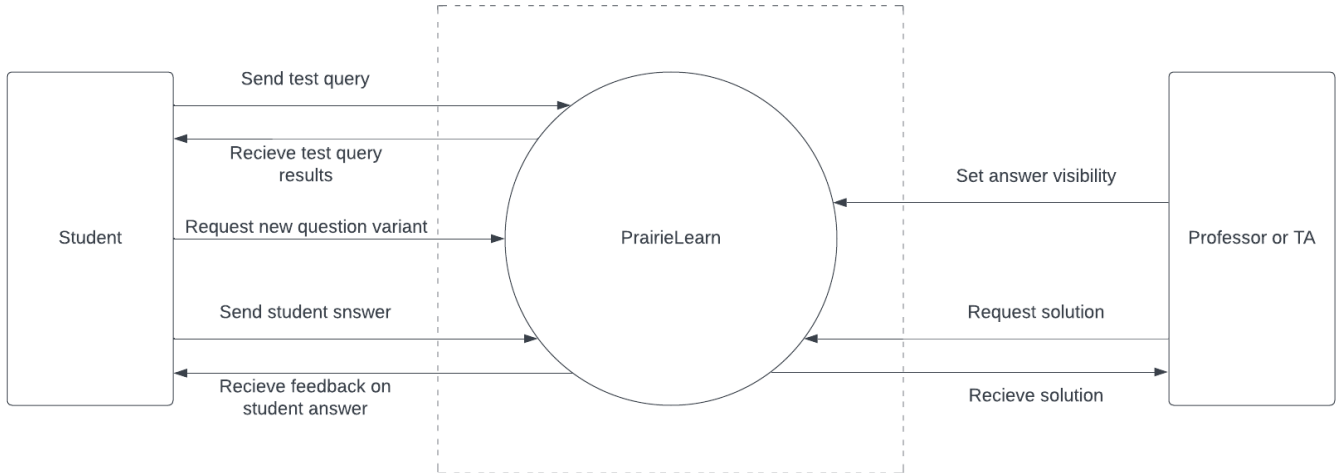 Send test query
Recieve test query
results
Request new question variant
Send student snswer
Recieve feedback on
student answer
Student
PrairieLearn
Set answer visibility
Request solution
Recieve solution
Professor or TA